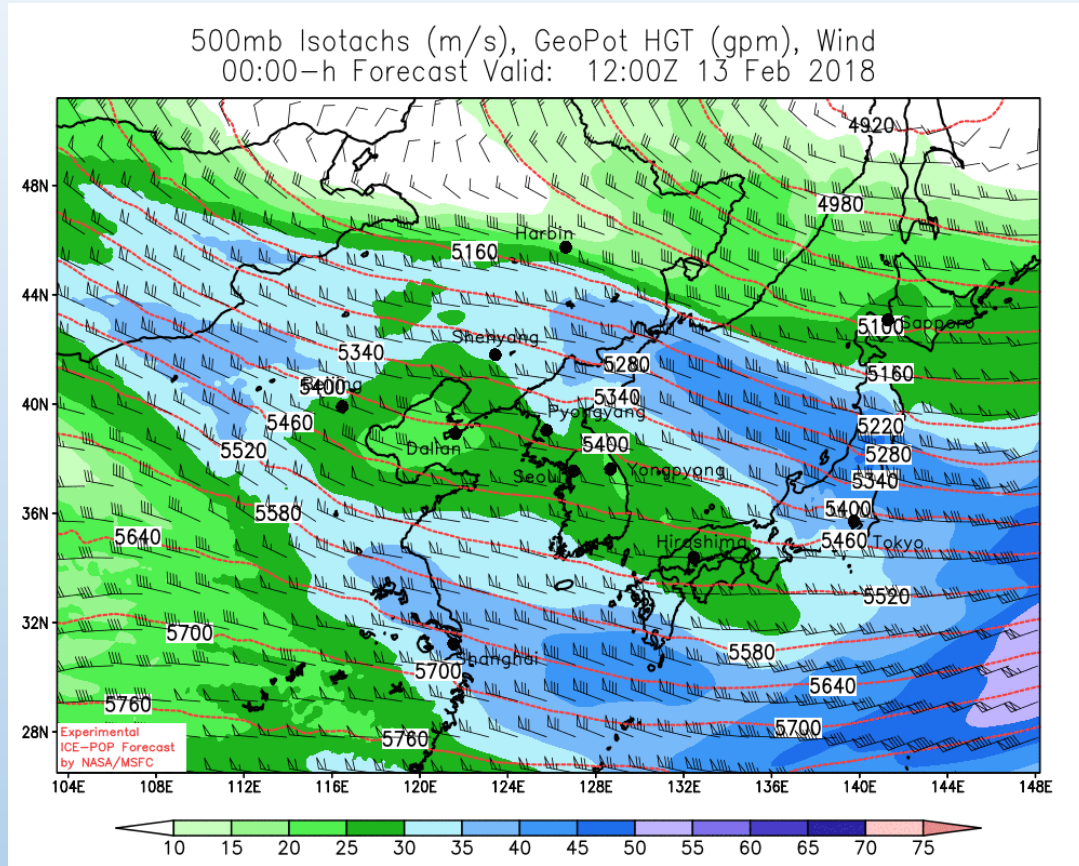 500mb Isotachs (m/s), GeoPot HGT (gpm), Wind
00:00-h Forecast Valid: 12:00Z 13 Feb 2018
4920
48N
4980
Harbin
5160
44N
5100
Sapporo
Shenyang
5340
5280
5160
5400
Beijing
5340
40N
Pyongyang
5460
5220
5400
Dalian
5520
5280
Seoul
Yongpyong
5340
5580
5400
36N
5640
Hiroshima
5460
Tokyo
5520
32N
5700
5580
Shanghai
5700
5640
5760
5700
28N
5760
Experimental
ICE-POP Forecast
by NASA/MSFC
104E 108E 112E 116E 120E 124E 128E 132E 136E 140E 144E 148E
10 15 20 25 30 35 40 45 50 55 60 65 70 75